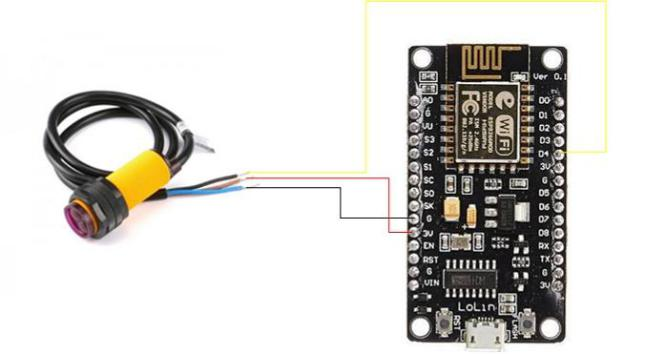 Ver 0.1
AO
G
VU
S3
S2
S1
SC
SO
SK
G
3V
EN
RST
G
VIN
D0
D1
D2
D3
D4
3V
G
D5
D6
D7
D8
RX
TX
G
3V
WiFi
FC
LoLin
RST
FLASH